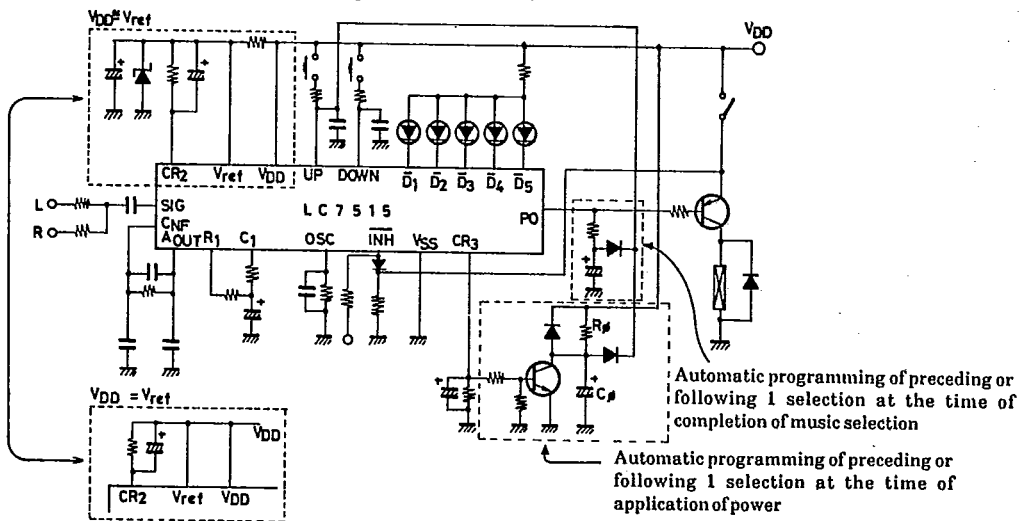 VDD≠Vref
VDD
CR2 Vref VDD UP DOWN D̅1 D̅2 D̅3 D̅4 D̅5
L
R
SIG
LC7515
PO
CNF
AOUT R1 C1 OSC I̅N̅H̅ VSS CR3
Rø
Cø
+
+
+
+
+
+
+
VDD = Vref
+
VDD
CR2 Vref VDD
Automatic programming of preceding or
following 1 selection at the time of
completion of music selection
Automatic programming of preceding or
following 1 selection at the time of
application of power